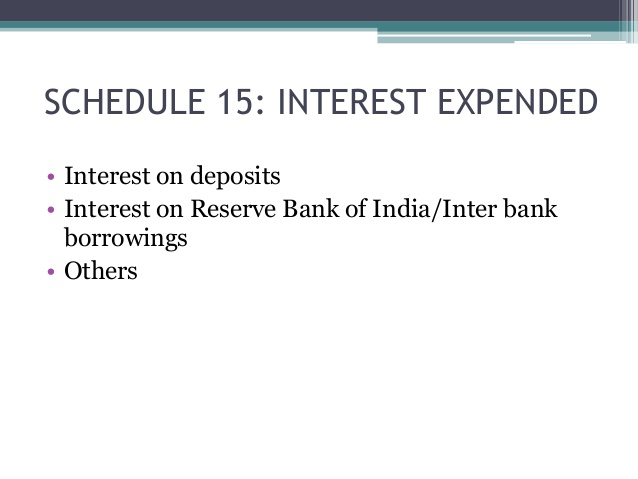 SCHEDULE 15: INTEREST EXPENDED
• Interest on deposits
• Interest on Reserve Bank of India/Inter bank
borrowings
• Others